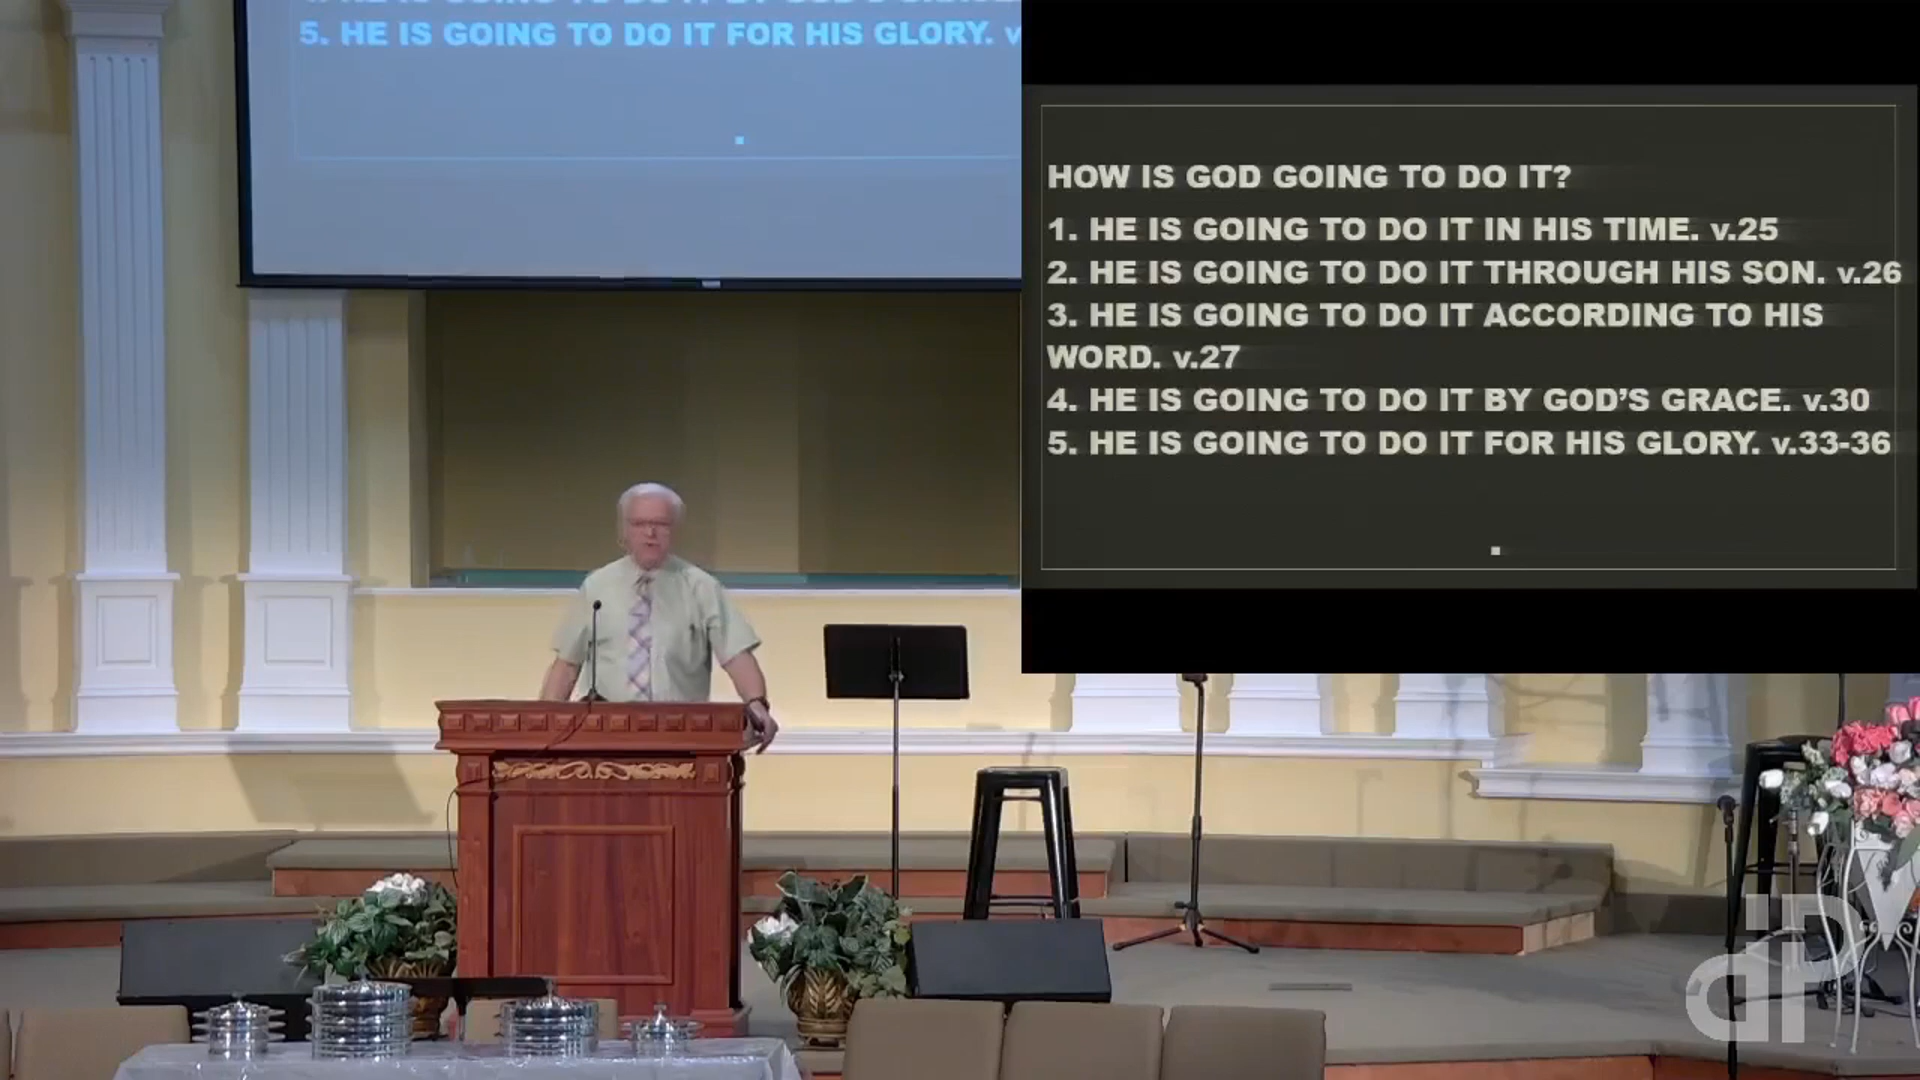 5. HE IS GOING TO DO IT FOR HIS GLORY. v
HOW IS GOD GOING TO DO IT?
1. HE IS GOING TO DO IT IN HIS TIME. v.25
2. HE IS GOING TO DO IT THROUGH HIS SON. v.26
3. HE IS GOING TO DO IT ACCORDING TO HIS
WORD. v.27
4. HE IS GOING TO DO IT BY GOD'S GRACE. v.30
5. HE IS GOING TO DO IT FOR HIS GLORY. v.33-36